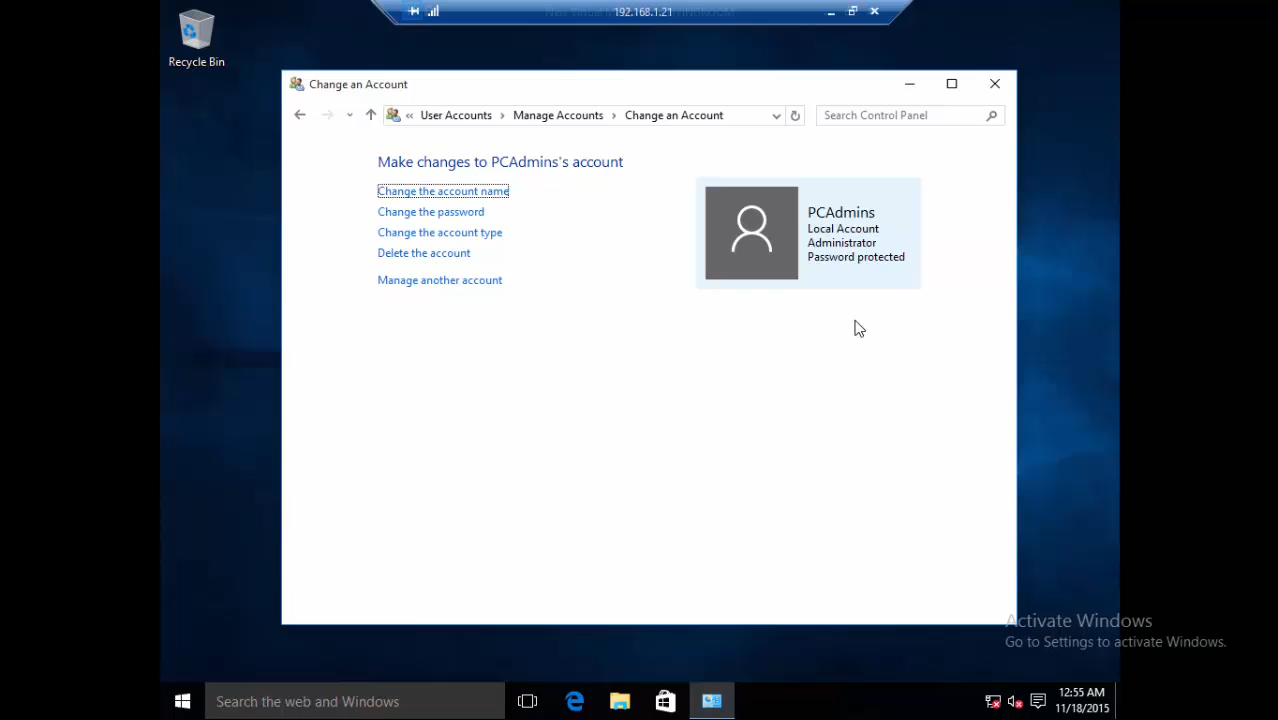 192.168.1.21
Recycle Bin
Change an Account
« User Accounts > Manage Accounts > Change an Account
Search Control Panel
Make changes to PCAdmins's account
Change the account name
Change the password
Change the account type
Delete the account
Manage another account
PCAdmins
Local Account
Administrator
Password protected
Activate Windows
Go to Settings to activate Windows.
Search the web and Windows
12:55 AM
11/18/2015